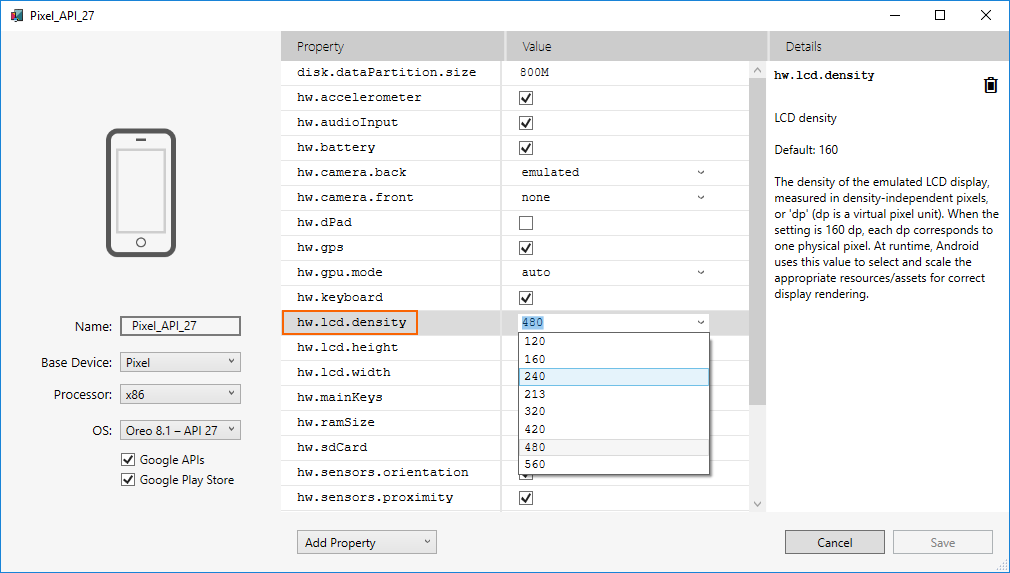 Pixel_API_27
Name: Pixel_API_27
Base Device: Pixel
Processor: x86
OS: Oreo 8.1 – API 27
Google APIs
Google Play Store
Property Value
disk.dataPartition.size 800M
hw.accelerometer
hw.audioInput
hw.battery
hw.camera.back emulated
hw.camera.front none
hw.dPad
hw.gps
hw.gpu.mode auto
hw.keyboard
hw.lcd.density 480
hw.lcd.height
hw.lcd.width
hw.mainKeys
hw.ramSize
hw.sdCard
hw.sensors.orientation
hw.sensors.proximity
120
160
240
213
320
420
480
560
Add Property
Details
hw.lcd.density
LCD density
Default: 160
The density of the emulated LCD display,
measured in density-independent pixels,
or 'dp' (dp is a virtual pixel unit). When the
setting is 160 dp, each dp corresponds to
one physical pixel. At runtime, Android
uses this value to select and scale the
appropriate resources/assets for correct
display rendering.
Cancel
Save